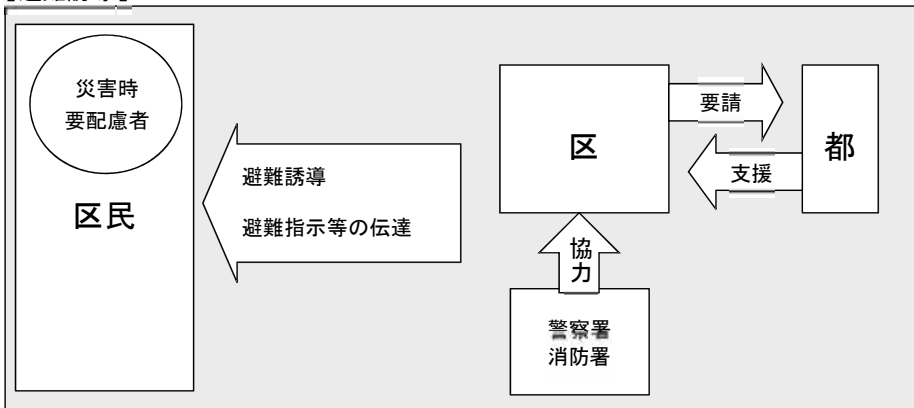 災害時
要配慮者
区民
避難誘導
避難指示等の伝達
区
要請
支援
都
協
力
警察署
消防署